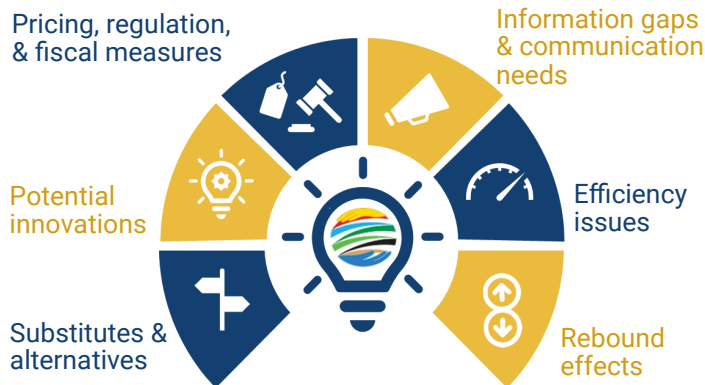 Pricing, regulation,
& fiscal measures
Information gaps
& communication
needs
Potential
innovations
Efficiency
issues
Substitutes &
alternatives
Rebound
effects